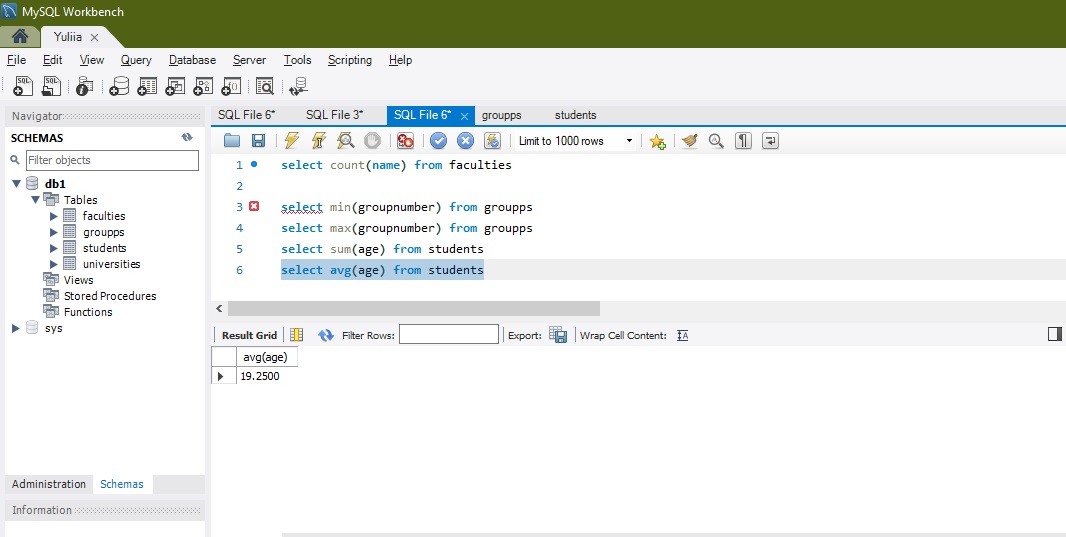 MySQL Workbench
Yuliia
File Edit View Query Database Server Tools Scripting Help
Navigator
SCHEMAS
Filter objects
db1
Tables
faculties
groupps
students
universities
Views
Stored Procedures
Functions
sys
Administration Schemas
Information
SQL File 6* SQL File 3* SQL File 6* groupps students
Limit to 1000 rows
1 select count(name) from faculties
2
3 select min(groupnumber) from groupps
4 select max(groupnumber) from groupps
5 select sum(age) from students
6 select avg(age) from students
Result Grid Filter Rows: Export: Wrap Cell Content:
avg(age)
19.2500